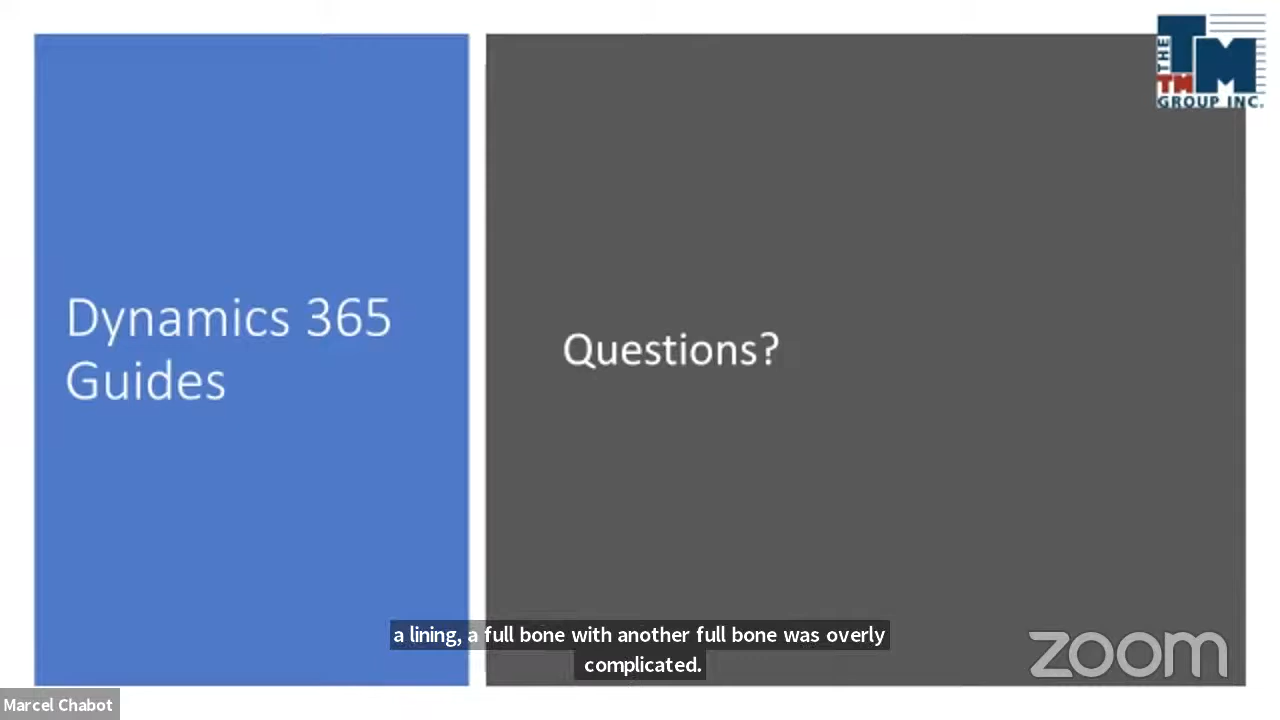 THE
TM
TM
GROUP INC.
Dynamics 365
Guides
Questions?
a lining, a full bone with another full bone was overly
complicated.
zoom
Marcel Chabot